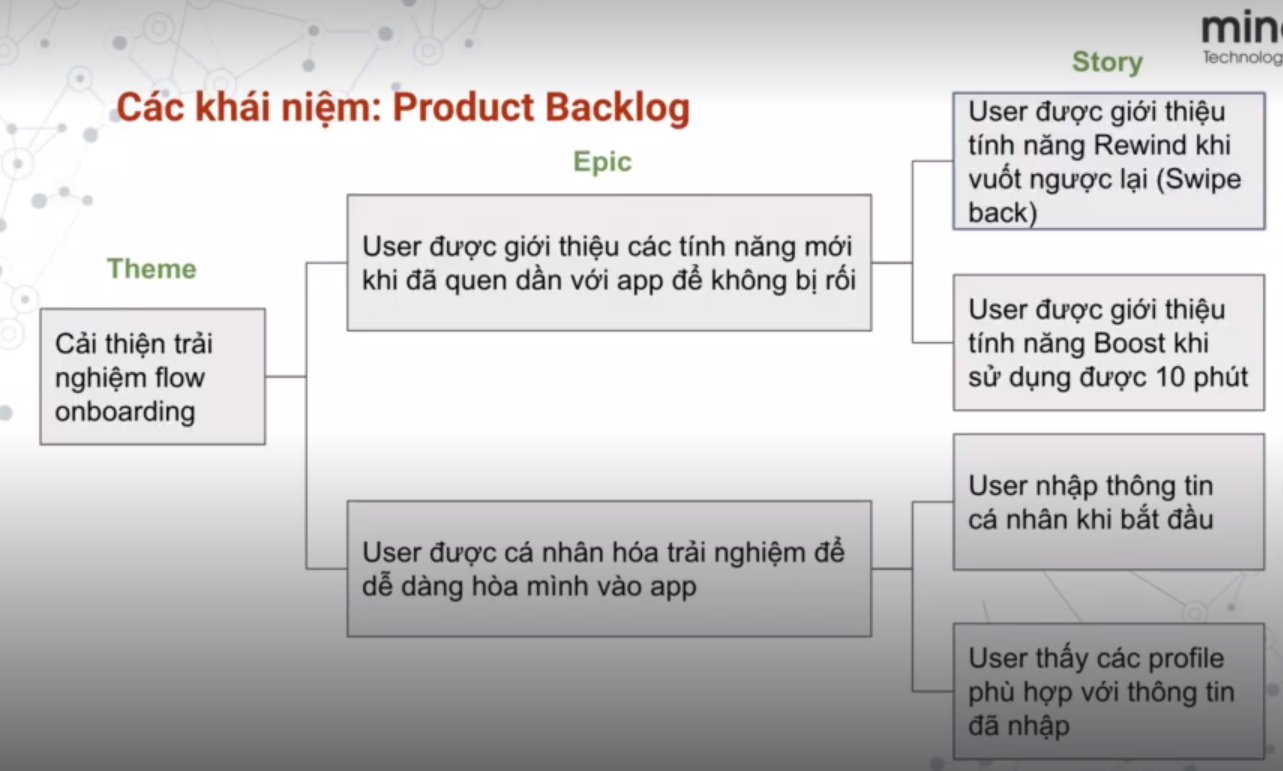 Các khái niệm: Product Backlog
Technolog
Story
Epic
Theme
Cải thiện trải
nghiệm flow
onboarding
User được giới thiệu các tính năng mới
khi đã quen dần với app để không bị rối
User được giới thiệu
tính năng Rewind khi
vuốt ngược lại (Swipe
back)
User được giới thiệu
tính năng Boost khi
sử dụng được 10 phút
User được cá nhân hóa trải nghiệm để
dễ dàng hòa mình vào app
User nhập thông tin
cá nhân khi bắt đầu
User thấy các profile
phù hợp với thông tin
đã nhập